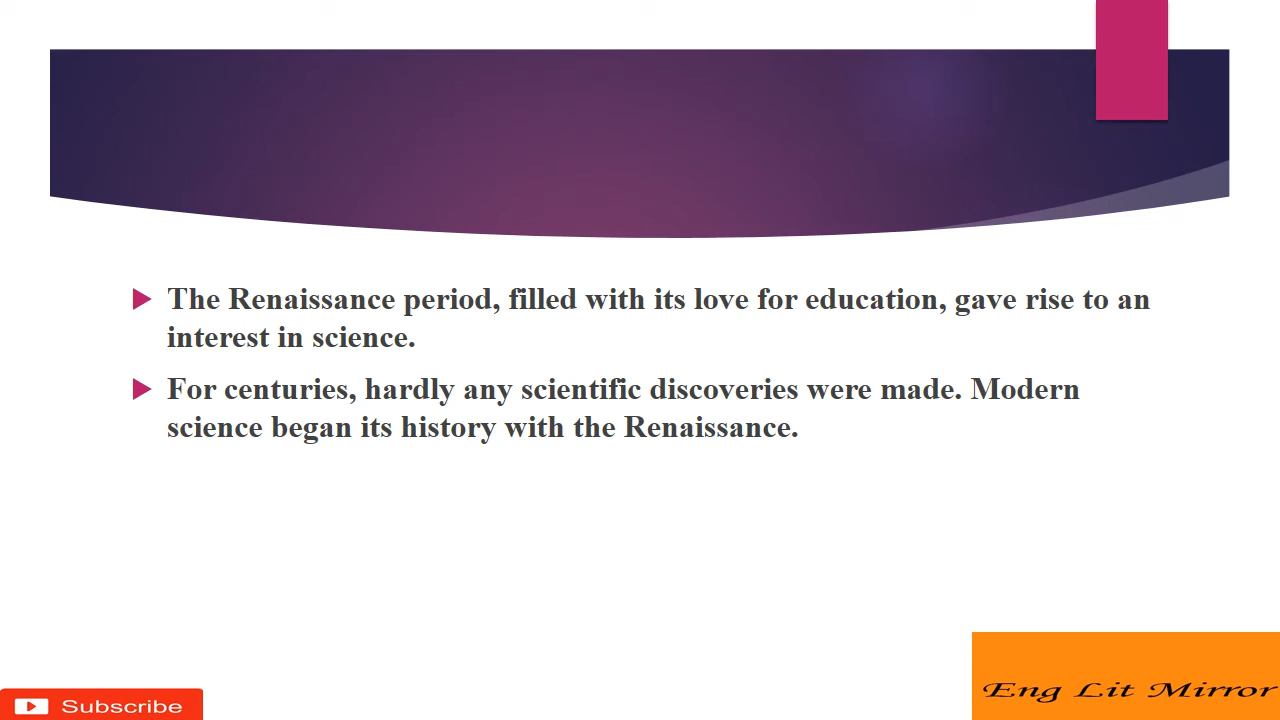 The Renaissance period, filled with its love for education, gave rise to an
interest in science.
For centuries, hardly any scientific discoveries were made. Modern
science began its history with the Renaissance.
Subscribe
Eng Lit Mirror